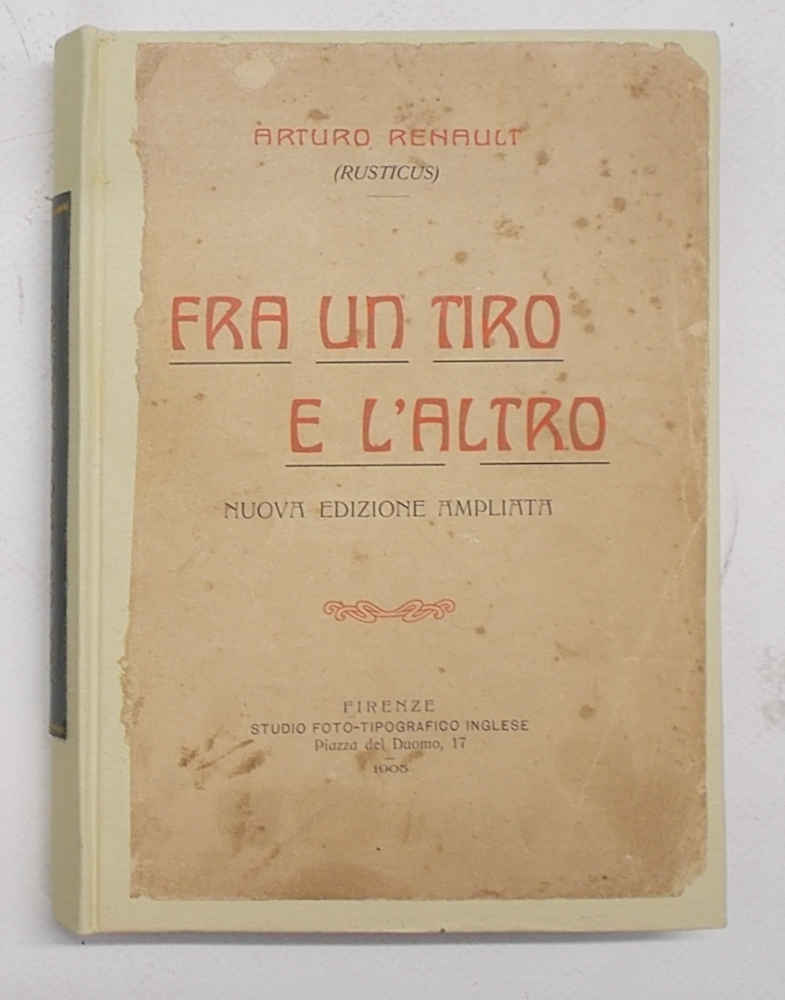 ARTURO RENAULT
(RUSTICUS)
FRA UN TIRO
E L'ALTRO
NUOVA EDIZIONE AMPLIATA
FIRENZE
STUDIO FOTO-TIPOGRAFICO INGLESE
Piazza del Duomo, 17
1905